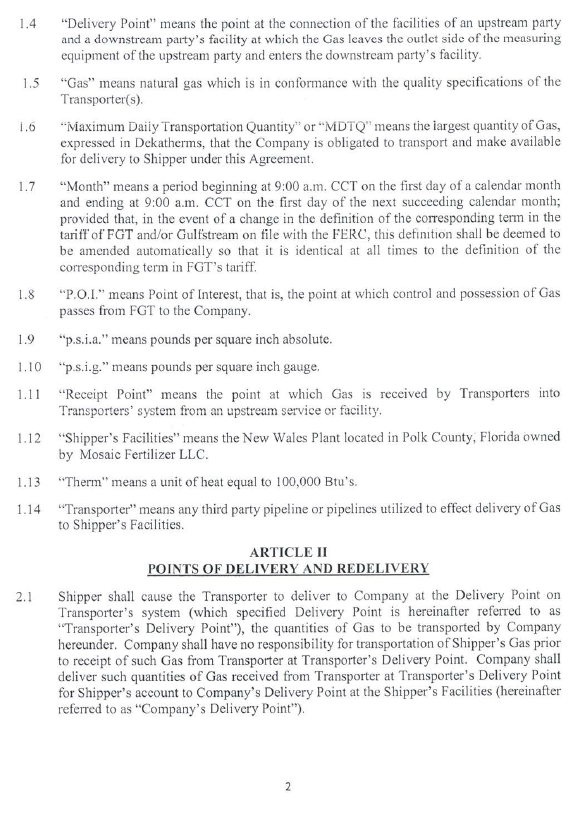 1.4 “Delivery Point” means the point at the connection of the facilities of an upstream party
and a downstream party’s facility at which the Gas leaves the outlet side of the measuring
equipment of the upstream party and enters the downstream party’s facility.
1.5 “Gas” means natural gas which is in conformance with the quality specifications of the
Transporter(s).
1.6 “Maximum Daily Transportation Quantity” or “MDTQ” means the largest quantity of Gas,
expressed in Dekatherms, that the Company is obligated to transport and make available
for delivery to Shipper under this Agreement.
1.7 “Month” means a period beginning at 9:00 a.m. CCT on the first day of a calendar month
and ending at 9:00 a.m. CCT on the first day of the next succeeding calendar month;
provided that, in the event of a change in the definition of the corresponding term in the
tariff of FGT and/or Gulfstream on file with the FERC, this definition shall be deemed to
be amended automatically so that it is identical at all times to the definition of the
corresponding term in FGT’s tariff.
1.8 “P.O.I.” means Point of Interest, that is, the point at which control and possession of Gas
passes from FGT to the Company.
1.9 “p.s.i.a.” means pounds per square inch absolute.
1.10 “p.s.i.g.” means pounds per square inch gauge.
1.11 “Receipt Point” means the point at which Gas is received by Transporters into
Transporters’ system from an upstream service or facility.
1.12 “Shipper’s Facilities” means the New Wales Plant located in Polk County, Florida owned
by Mosaic Fertilizer LLC.
1.13 “Therm” means a unit of heat equal to 100,000 Btu’s.
1.14 “Transporter” means any third party pipeline or pipelines utilized to effect delivery of Gas
to Shipper’s Facilities.
ARTICLE II
POINTS OF DELIVERY AND REDELIVERY
2.1 Shipper shall cause the Transporter to deliver to Company at the Delivery Point on
Transporter’s system (which specified Delivery Point is hereinafter referred to as
“Transporter’s Delivery Point”), the quantities of Gas to be transported by Company
hereunder. Company shall have no responsibility for transportation of Shipper’s Gas prior
to receipt of such Gas from Transporter at Transporter’s Delivery Point. Company shall
deliver such quantities of Gas received from Transporter at Transporter’s Delivery Point
for Shipper’s account to Company’s Delivery Point at the Shipper’s Facilities (hereinafter
referred to as “Company’s Delivery Point”).
2